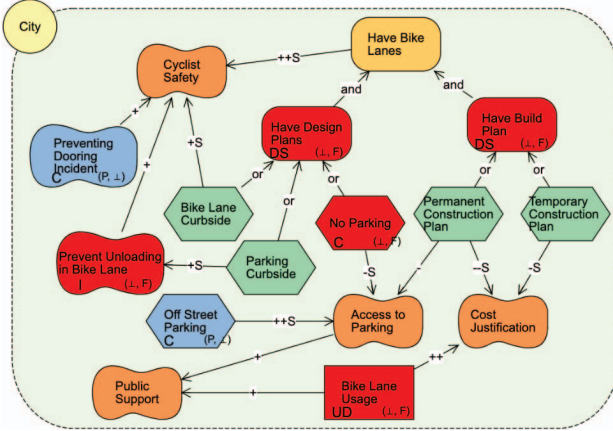 City
Have Bike
Lanes
++S
Cyclist
Safety
and
and
+
+S
Have Design
Plans
DS (⊥, F)
Have Build
Plan
DS (⊥, F)
Preventing
Dooring
Incident
C (P, ⊥)
+
or
or
or
or
or
Bike Lane
Curbside
No Parking
C (⊥, F)
Permanent
Construction
Plan
Temporary
Construction
Plan
Prevent Unloading
in Bike Lane
I (⊥, F)
+S
Parking
Curbside
-S
-
--S
-S
Off Street
Parking
C (P, ⊥)
++S
Access to
Parking
Cost
Justification
+
++
Public
Support
+
Bike Lane
Usage
UD (⊥, F)